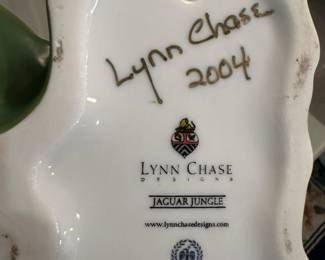 Lynn Chase
2004
LYNN CHASE
DESIGNS
JAGUAR JUNGLE
www.lynnchasedesigns.com